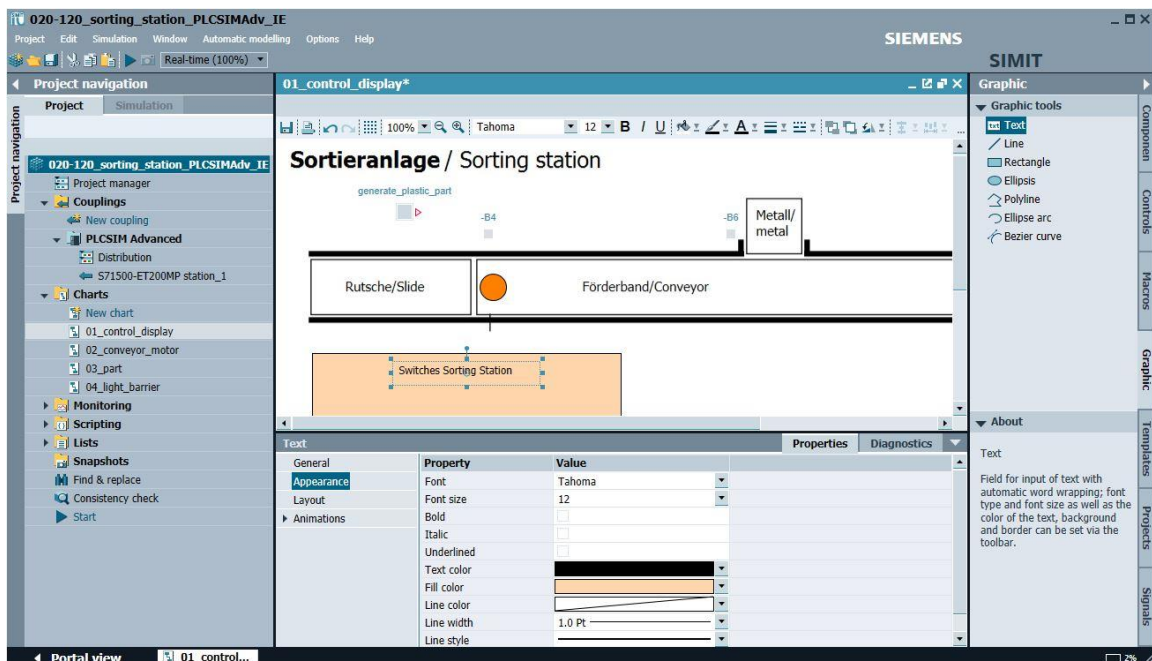 020-120_sorting_station_PLCSIMAdv_IE
Project Edit Simulation Window Automatic modelling Options Help
SIEMENS
SIMIT
Real-time (100%)
Project navigation
Project navigation
Project Simulation
020-120_sorting_station_PLCSIMAdv_IE
Project manager
Couplings
New coupling
PLCSIM Advanced
Distribution
S71500-ET200MP station_1
Charts
New chart
01_control_display
02_conveyor_motor
03_part
04_light_barrier
Monitoring
Scripting
Lists
Snapshots
Find & replace
Consistency check
Start
01_control_display*
100% Tahoma 12 B I U A
Sortieranlage / Sorting station
generate_plastic_part
-B4
-B6
Metall/
metal
Rutsche/Slide
Förderband/Conveyor
Switches Sorting Station
Text
Properties Diagnostics
General
Appearance
Layout
Animations
Property Value
Font Tahoma
Font size 12
Bold
Italic
Underlined
Text color
Fill color
Line color
Line width 1.0 Pt
Line style
Graphic
Graphic tools
txt Text
Line
Rectangle
Ellipsis
Polyline
Ellipse arc
Bezier curve
About
Text
Field for input of text with
automatic word wrapping; font
type and font size as well as the
color of the text, background
and border can be set via the
toolbar.
Componen
Controls
Macros
Graphic
Templates
Projects
Signals
Portal view
01_control...
2%